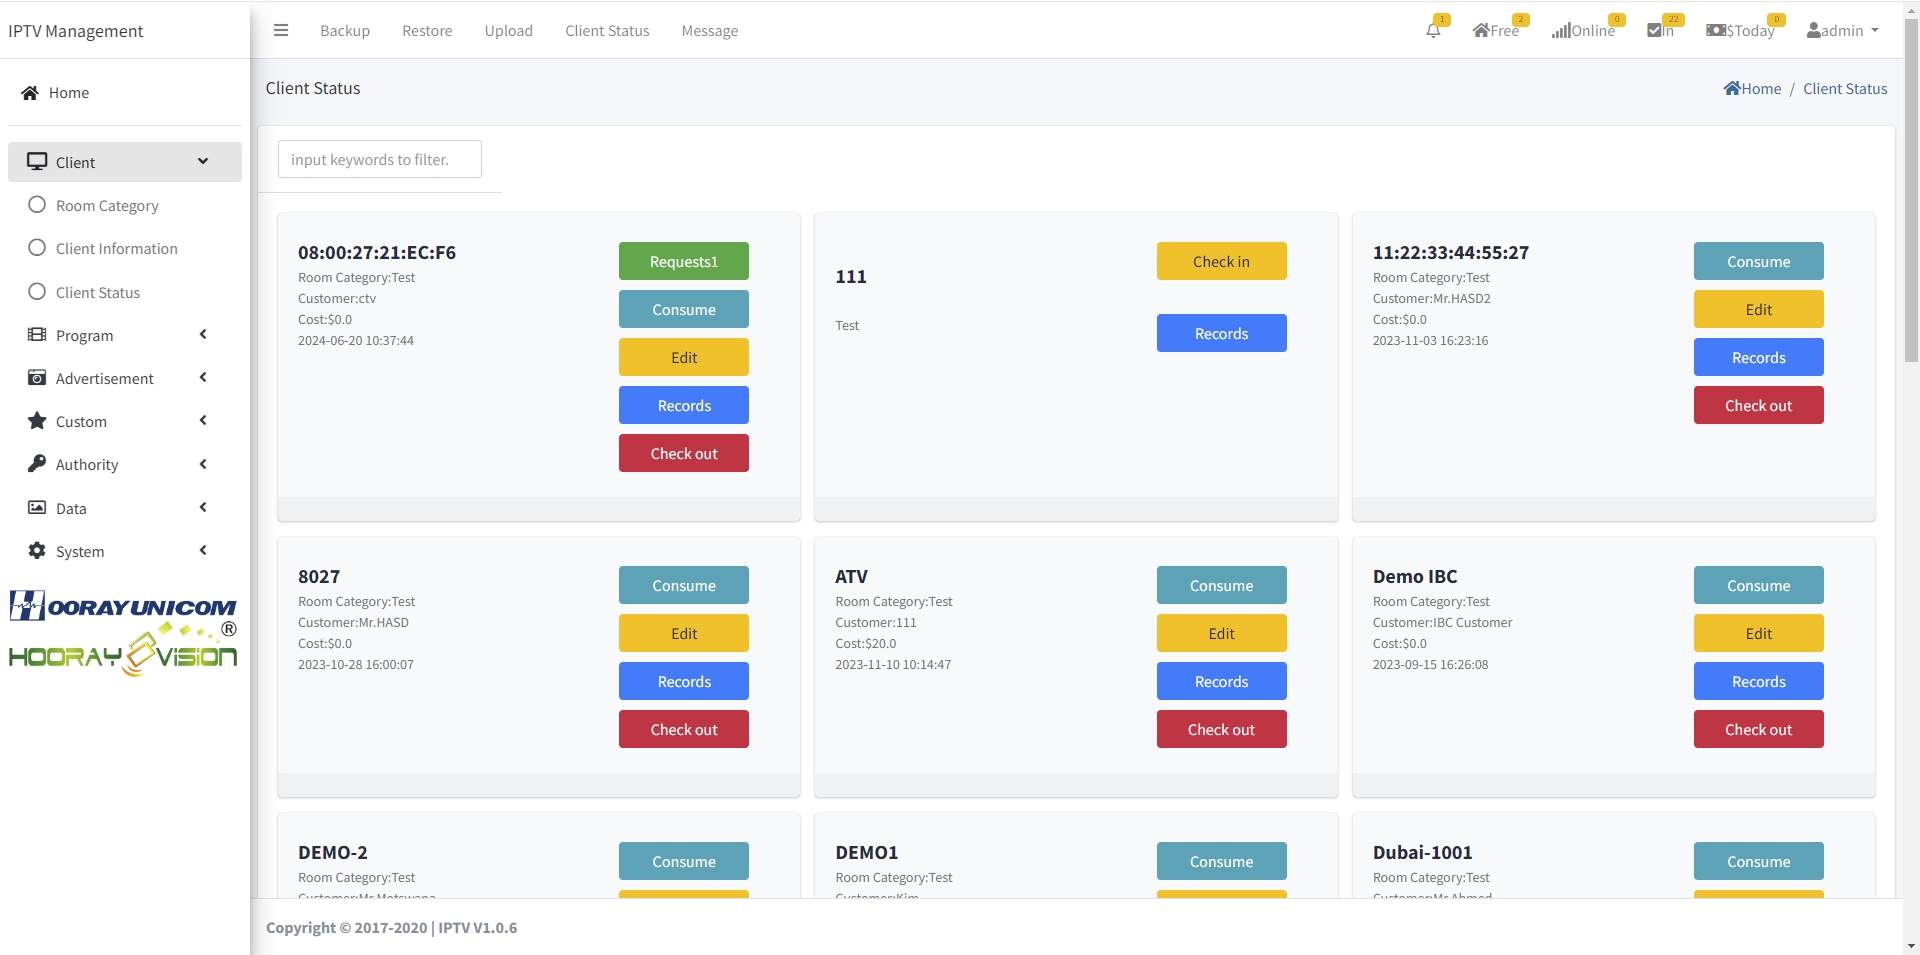 IPTV Management
Backup Restore Upload Client Status Message
1
Free 2
Online 0
In 22
$Today 0
admin
Home
Client
Room Category
Client Information
Client Status
Program
Advertisement
Custom
Authority
Data
System
HOORAYUNICOM
HOORAY VISION ®
Client Status
Home / Client Status
input keywords to filter.
08:00:27:21:EC:F6
Room Category:Test
Customer:ctv
Cost:$0.0
2024-06-20 10:37:44
Requests1
Consume
Edit
Records
Check out
111
Test
Check in
Records
11:22:33:44:55:27
Room Category:Test
Customer:Mr.HASD2
Cost:$0.0
2023-11-03 16:23:16
Consume
Edit
Records
Check out
8027
Room Category:Test
Customer:Mr.HASD
Cost:$0.0
2023-10-28 16:00:07
Consume
Edit
Records
Check out
ATV
Room Category:Test
Customer:111
Cost:$20.0
2023-11-10 10:14:47
Consume
Edit
Records
Check out
Demo IBC
Room Category:Test
Customer:IBC Customer
Cost:$0.0
2023-09-15 16:26:08
Consume
Edit
Records
Check out
DEMO-2
Room Category:Test
Customer:Mr.Motswana
Consume
DEMO1
Room Category:Test
Customer:Kim
Consume
Dubai-1001
Room Category:Test
Customer:Mr.Ahmed
Consume
Copyright © 2017-2020 | IPTV V1.0.6